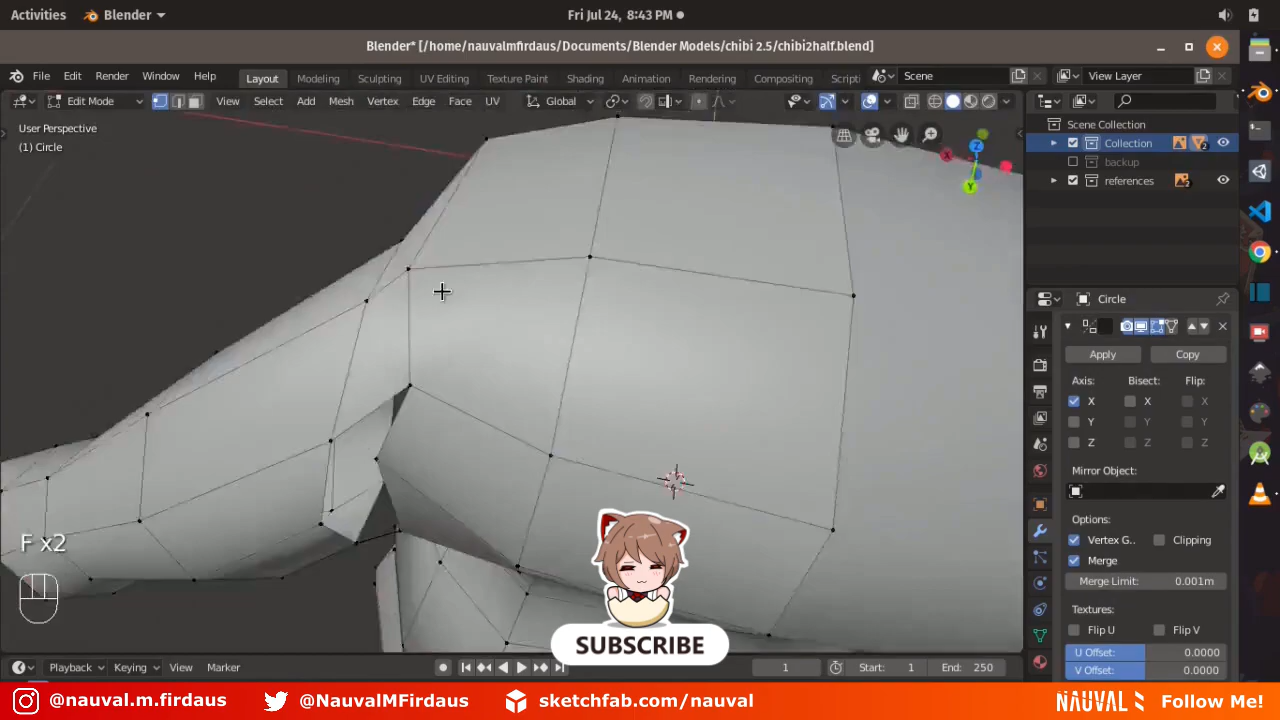 Activities Blender Fri Jul 24, 8:43 PM
Blender* [/home/nauvalmfirdaus/Documents/Blender Models/chibi 2.5/chibi2half.blend]
File Edit Render Window Help Layout Modeling Sculpting UV Editing Texture Paint Shading Animation Rendering Compositing Scripti Scene View Layer
Edit Mode View Select Add Mesh Vertex Edge Face UV Global
User Perspective
(1) Circle
Z
X
Y
Scene Collection
Collection 2
backup
references 2
Circle
Apply Copy
Axis: Bisect: Flip:
X X X
Y Y Y
Z Z Z
Mirror Object:
Options:
Vertex G.. Clipping
Merge
Merge Limit: 0.001m
Textures:
Flip U Flip V
U Offset: 0.0000
V Offset: 0.0000
F x2
SUBSCRIBE
Playback Keying View Marker 1 Start: 1 End: 250
@nauval.m.firdaus @NauvalMFirdaus sketchfab.com/nauval NAUVAL Follow Me!